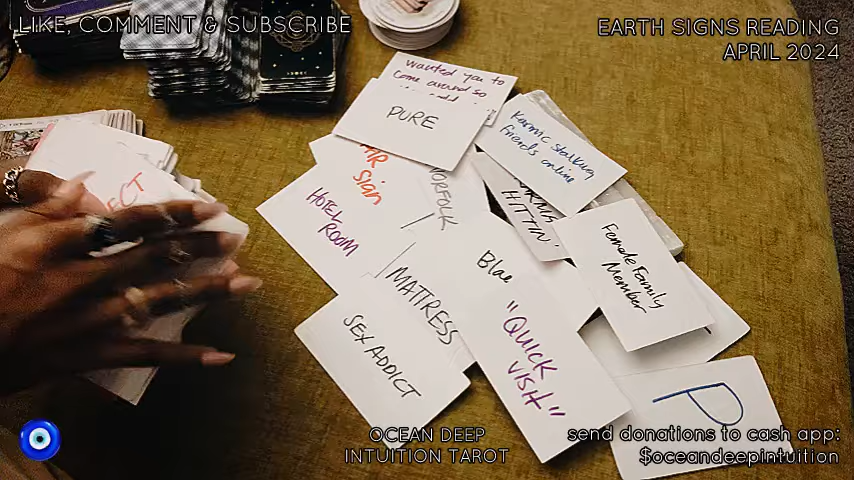 LIKE, COMMENT & SUBSCRIBE
EARTH SIGNS READING
APRIL 2024
wanted you to
come around so
PURE
Karmic stalking
friends online
SIGN
NORFOLK
HITTIN'
HOTEL
ROOM
Female Family
Member
Blue
MATTRESS
"QUICK
VISIT"
SEX ADDICT
P
OCEAN DEEP
INTUITION TAROT
send donations to cash app:
$oceandeepintuition